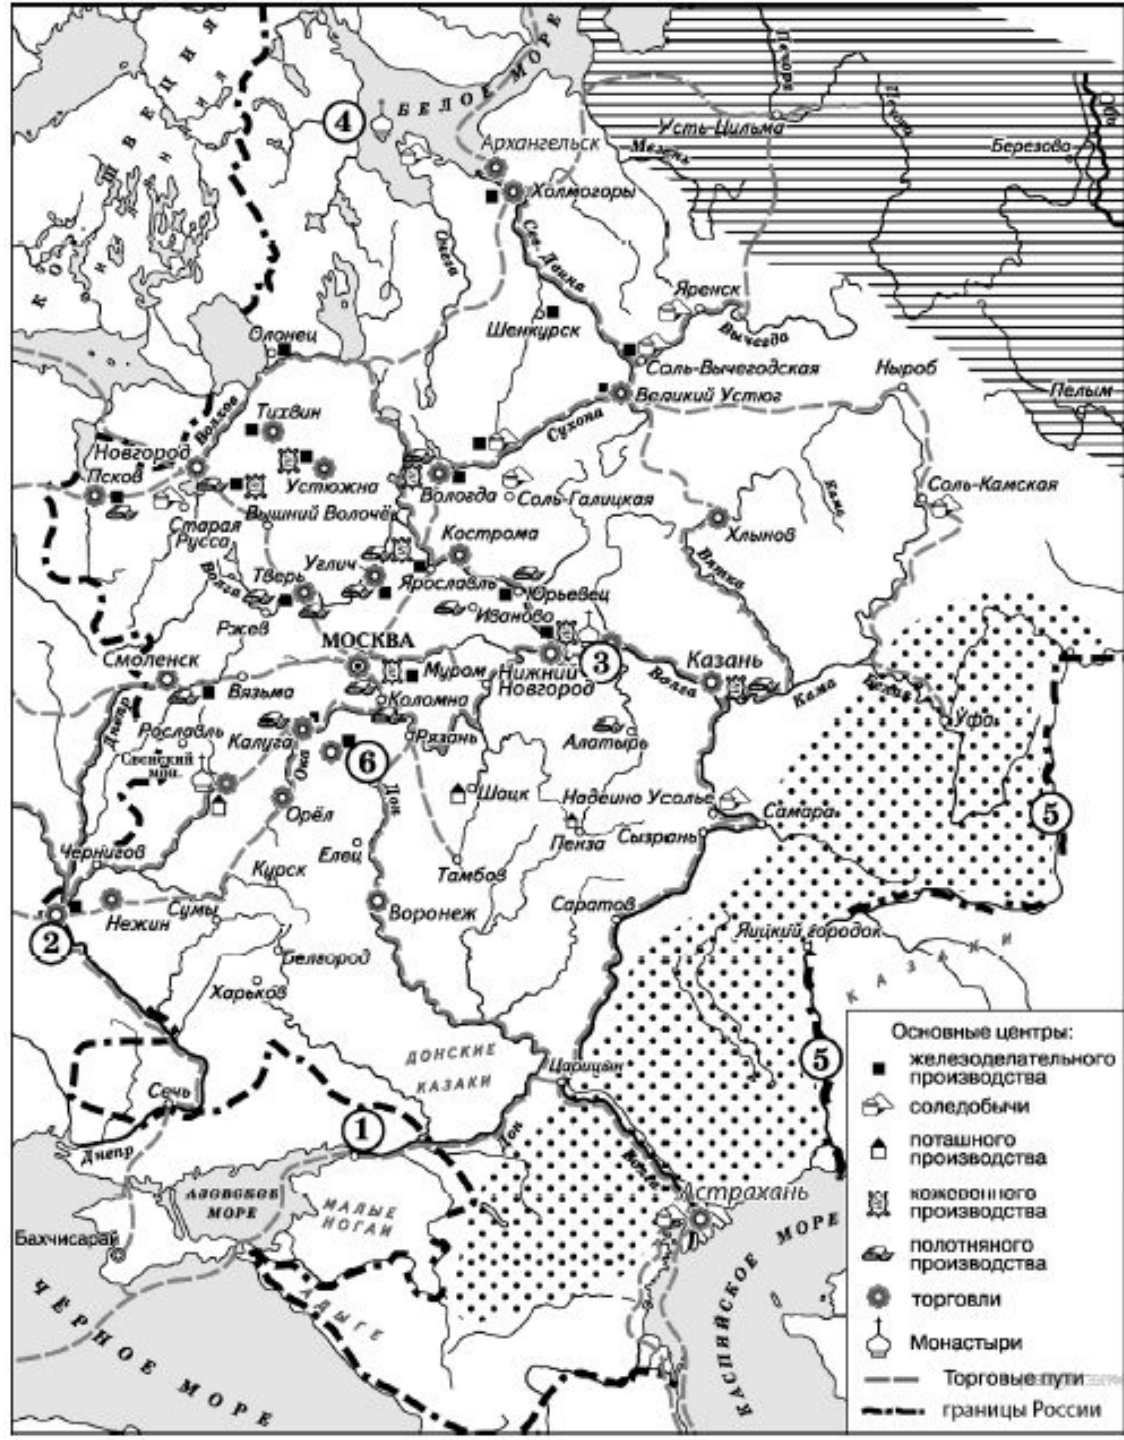 ШВЕЦИЯ
БЕЛОЕ МОРЕ
4
Архангельск
Холмогоры
Усть-Цильма
Мезень
Печора
Печора
Обь
Березово
Онега
Сев. Двина
Шенкурск
Яренск
Вычегда
Соль-Вычегодская
Великий Устюг
Сухона
Ныроб
Пелым
Олонец
Волхов
Тихвин
Новгород
Псков
Устюжна
Вологда
Соль-Галицкая
Соль-Камская
Кама
Хлынов
Вятка
Старая
Русса
Вышний Волочёк
Кострома
Углич
Ярославль
Волга
Тверь
Ржев
Юрьевец
Иваново
МОСКВА
Муром
Нижний
Новгород
3
Казань
Волга
Кама
Белая
Уфа
Смоленск
Вязьма
Коломна
Днепр
Рославль
Калуга
Рязань
Алатырь
Свенский
мон.
Ока
6
Дон
Шацк
Надеино Усолье
Самара
5
Орёл
Пенза
Сызрань
Чернигов
Елец
Курск
Тамбов
Нежин
Сумы
Воронеж
Саратов
2
Яицкий городок
Белгород
Харьков
КАЗАКИ
ДОНСКИЕ
КАЗАКИ
Царицын
5
Сечь
1
Днепр
Дон
Волга
Астрахань
АЗОВСКОЕ
МОРЕ
МАЛЫЕ
НОГАИ
Бахчисарай
АДЫГЕ
ЧЁРНОЕ МОРЕ
КАСПИЙСКОЕ МОРЕ
Основные центры:
железоделательного
производства
соледобычи
поташного
производства
кожевенного
производства
полотняного
производства
торговли
Монастыри
Торговые пути
границы России